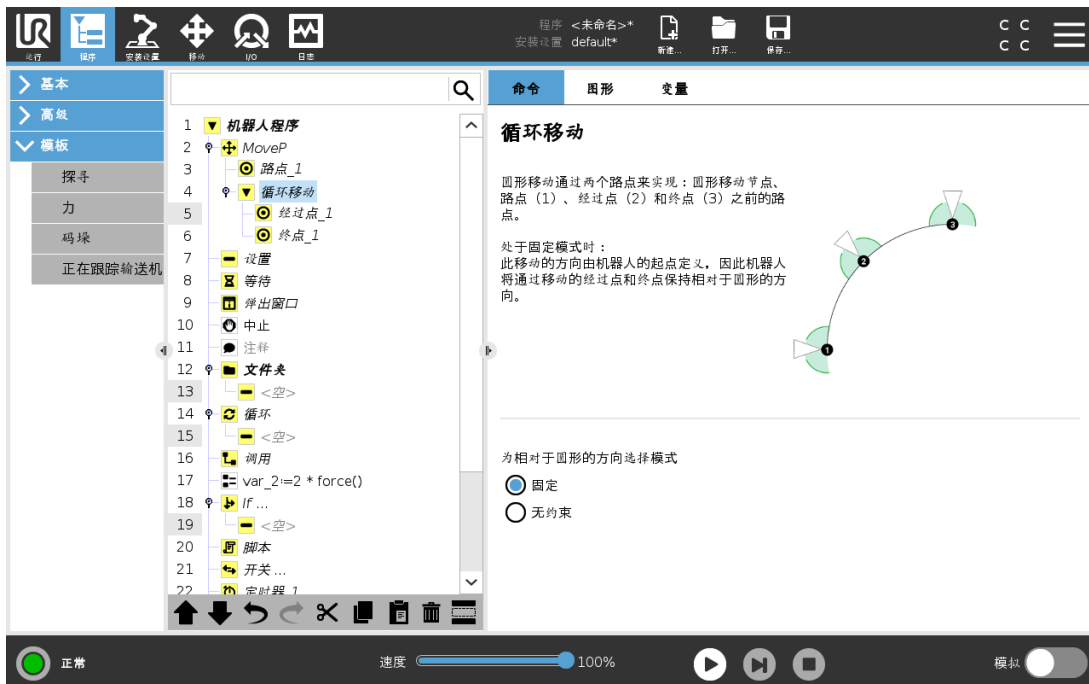 UR
运行
程序
安装设置
移动
I/O
日志
程序 <未命名>*
安装设置 default*
新建...
打开...
保存...
C C
C C
基本
高级
模板
探寻
力
码垛
正在跟踪输送机
1 机器人程序
2 MoveP
3 路点_1
4 循环移动
5 经过点_1
6 终点_1
7 设置
8 等待
9 弹出窗口
10 中止
11 注释
12 文件夹
13 <空>
14 循环
15 <空>
16 调用
17 var_2:=2 * force()
18 If ...
19 <空>
20 脚本
21 开关 ...
22 定时器_1
命令
图形
变量
循环移动
圆形移动通过两个路点来实现：圆形移动节点、
路点（1）、经过点（2）和终点（3）之前的路
点。
处于固定模式时：
此移动的方向由机器人的起点定义，因此机器人
将通过移动的经过点和终点保持相对于圆形的方
向。
3
2
1
为相对于圆形的方向选择模式
固定
无约束
正常
速度
100%
模拟